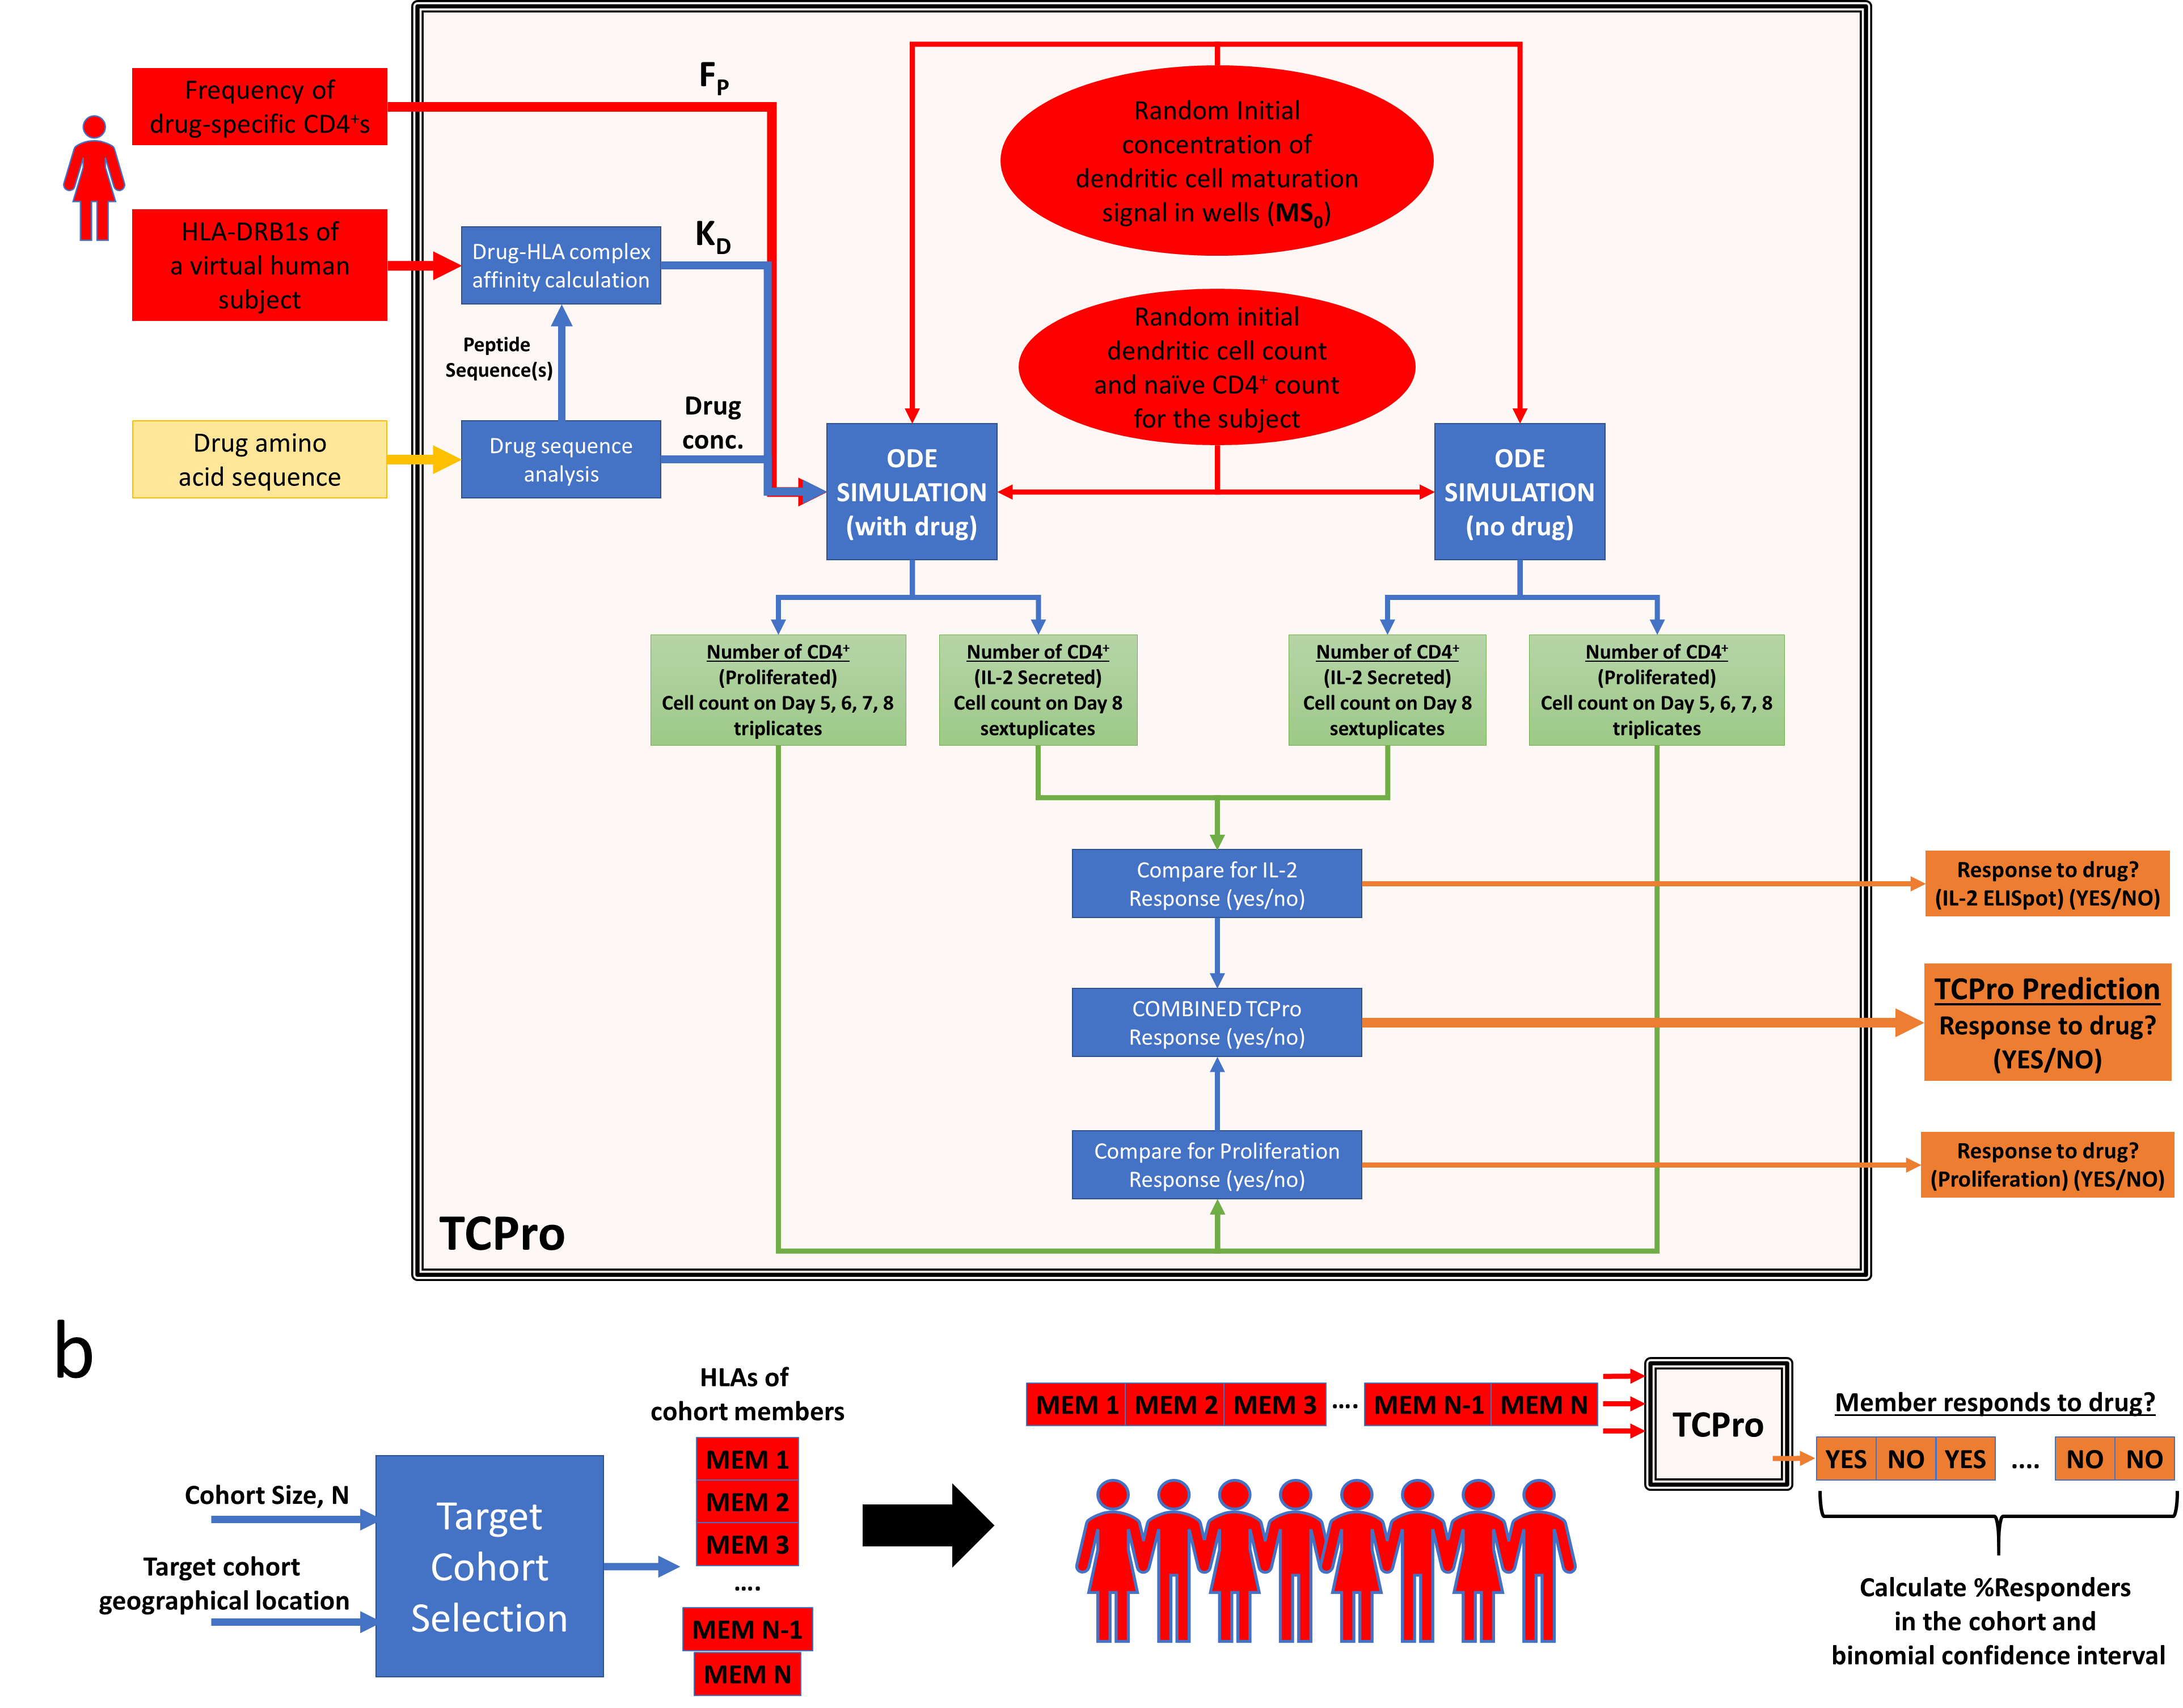 Frequency of
drug-specific CD4⁺s
HLA-DRB1s of
a virtual human
subject
Drug amino
acid sequence
F_P
K_D
Drug-HLA complex
affinity calculation
Peptide
Sequence(s)
Drug sequence
analysis
Drug
conc.
Random Initial
concentration of
dendritic cell maturation
signal in wells (MS₀)
Random initial
dendritic cell count
and naïve CD4⁺ count
for the subject
ODE
SIMULATION
(with drug)
ODE
SIMULATION
(no drug)
Number of CD4⁺
(Proliferated)
Cell count on Day 5, 6, 7, 8
triplicates
Number of CD4⁺
(IL-2 Secreted)
Cell count on Day 8
sextuplicates
Number of CD4⁺
(IL-2 Secreted)
Cell count on Day 8
sextuplicates
Number of CD4⁺
(Proliferated)
Cell count on Day 5, 6, 7, 8
triplicates
Compare for IL-2
Response (yes/no)
COMBINED TCPro
Response (yes/no)
Compare for Proliferation
Response (yes/no)
Response to drug?
(IL-2 ELISpot) (YES/NO)
TCPro Prediction
Response to drug?
(YES/NO)
Response to drug?
(Proliferation) (YES/NO)
TCPro
b
Cohort Size, N
Target cohort
geographical location
Target
Cohort
Selection
HLAs of
cohort members
MEM 1
MEM 2
MEM 3
....
MEM N-1
MEM N
MEM 1 MEM 2 MEM 3 .... MEM N-1 MEM N
TCPro
Member responds to drug?
YES NO YES .... NO NO
Calculate %Responders
in the cohort and
binomial confidence interval